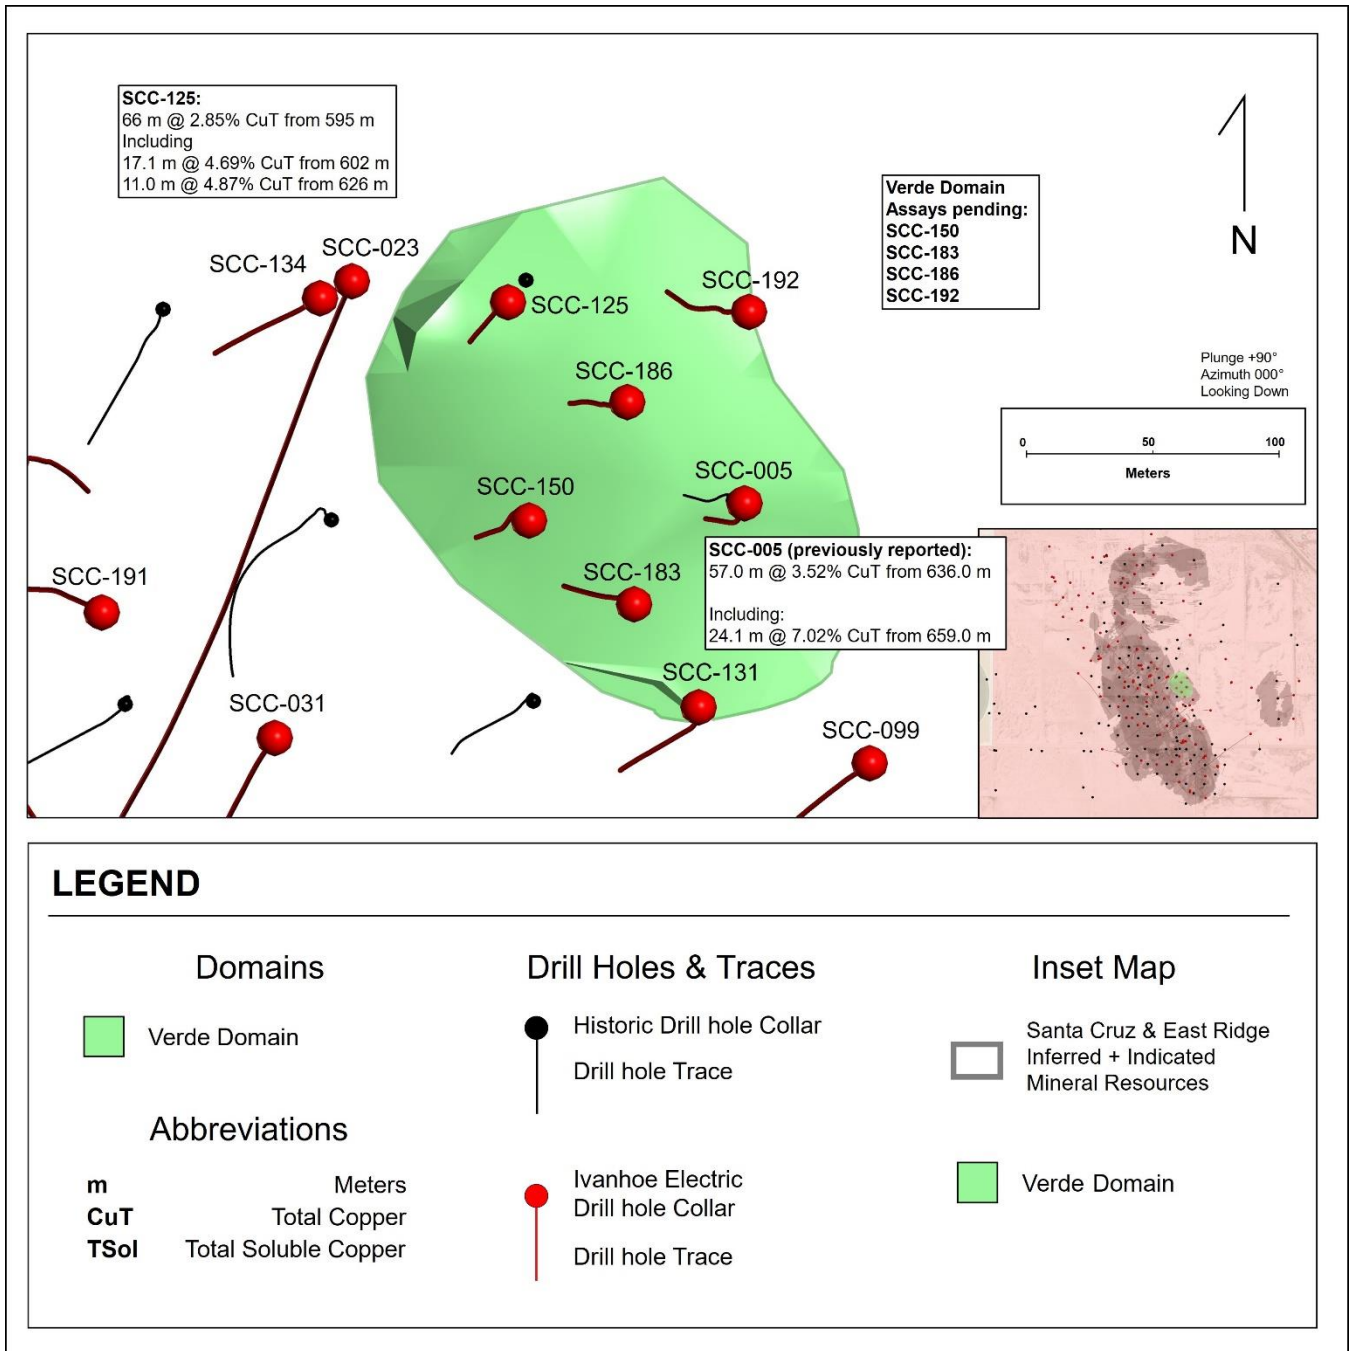 SCC-125:
66 m @ 2.85% CuT from 595 m
Including
17.1 m @ 4.69% CuT from 602 m
11.0 m @ 4.87% CuT from 626 m
Verde Domain
Assays pending:
SCC-150
SCC-183
SCC-186
SCC-192
N
SCC-134
SCC-023
SCC-125
SCC-192
SCC-186
Plunge +90°
Azimuth 000°
Looking Down
0 50 100
Meters
SCC-005
SCC-150
SCC-005 (previously reported):
57.0 m @ 3.52% CuT from 636.0 m
Including:
24.1 m @ 7.02% CuT from 659.0 m
SCC-191
SCC-183
SCC-131
SCC-031
SCC-099
LEGEND
Domains
Verde Domain
Abbreviations
m Meters
CuT Total Copper
TSol Total Soluble Copper
Drill Holes & Traces
Historic Drill hole Collar
Drill hole Trace
Ivanhoe Electric
Drill hole Collar
Drill hole Trace
Inset Map
Santa Cruz & East Ridge
Inferred + Indicated
Mineral Resources
Verde Domain